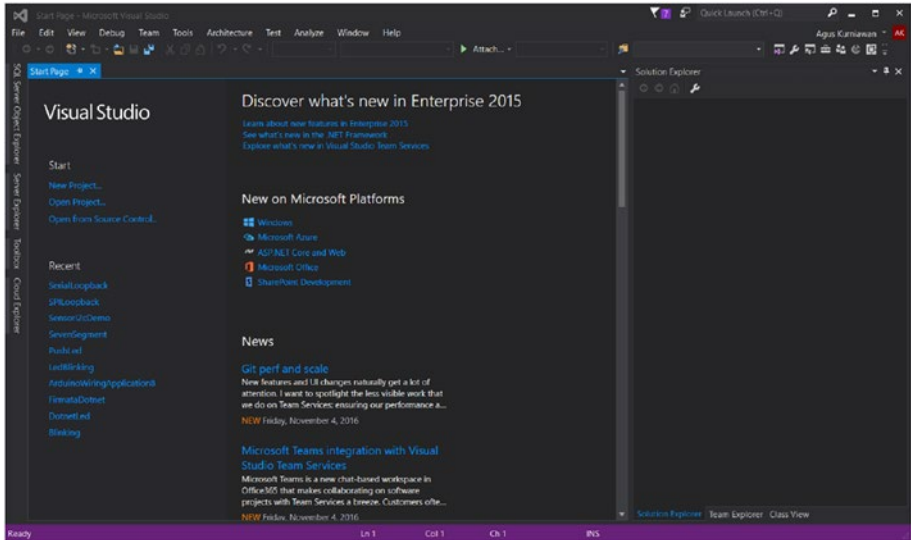 Start Page - Microsoft Visual Studio
7
Quick Launch (Ctrl+Q)
File Edit View Debug Team Tools Architecture Test Analyze Window Help
Agus Kurniawan
AK
Attach...
SQL Server Object Explorer
Server Explorer
Toolbox
Cloud Explorer
Start Page
Visual Studio
Start
New Project...
Open Project...
Open from Source Control...
Recent
SerialLoopback
SPILoopback
SensorI2cDemo
SevenSegment
PushLed
LedBlinking
ArduinoWiringApplication8
FirmataDotnet
DotnetLed
Blinking
Discover what's new in Enterprise 2015
Learn about new features in Enterprise 2015
See what's new in the .NET Framework
Explore what's new in Visual Studio Team Services
New on Microsoft Platforms
Windows
Microsoft Azure
ASP.NET Core and Web
Microsoft Office
SharePoint Development
News
Git perf and scale
New features and UI changes naturally get a lot of
attention. I want to spotlight the less visible work that
we do on Team Services: ensuring our performance a...
NEW Friday, November 4, 2016
Microsoft Teams integration with Visual
Studio Team Services
Microsoft Teams is a new chat-based workspace in
Office365 that makes collaborating on software
projects with Team Services a breeze. Customers ofte...
NEW Friday, November 4, 2016
Solution Explorer
Solution Explorer Team Explorer Class View
Ready Ln 1 Col 1 Ch 1 INS